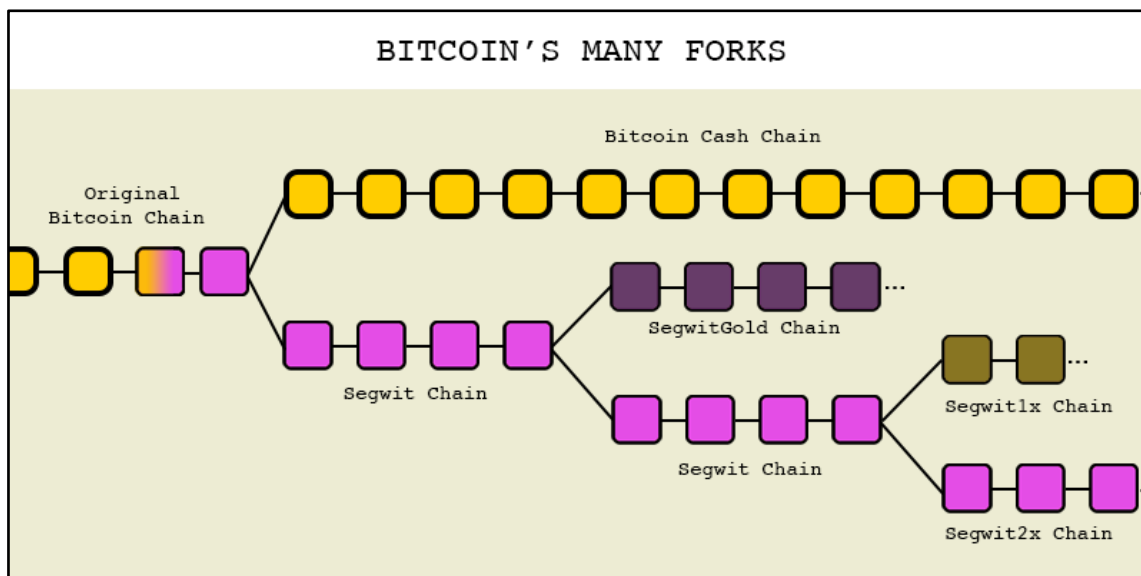 BITCOIN’S MANY FORKS
Bitcoin Cash Chain
Original
Bitcoin Chain
...
SegwitGold Chain
Segwit Chain
...
Segwit1x Chain
Segwit Chain
Segwit2x Chain